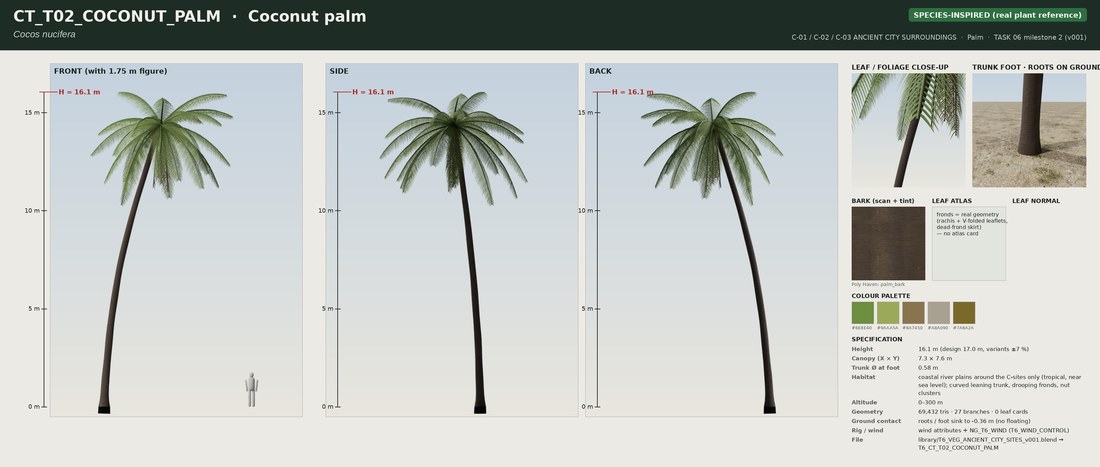 CT_T02_COCONUT_PALM · Coconut palm
Cocos nucifera
SPECIES-INSPIRED (real plant reference)
C-01 / C-02 / C-03 ANCIENT CITY SURROUNDINGS · Palm · TASK 06 milestone 2 (v001)
FRONT (with 1.75 m figure)
H = 16.1 m
15 m
10 m
5 m
0 m
SIDE
H = 16.1 m
15 m
10 m
5 m
0 m
BACK
H = 16.1 m
15 m
10 m
5 m
0 m
LEAF / FOLIAGE CLOSE-UP
TRUNK FOOT · ROOTS ON GROUND
BARK (scan + tint)
LEAF ATLAS
LEAF NORMAL
fronds = real geometry
(rachis + V-folded leaflets,
dead-frond skirt)
— no atlas card
Poly Haven: palm_bark
COLOUR PALETTE
SPECIFICATION
Height 16.1 m (design 17.0 m, variants ±7 %)
Canopy (X × Y) 7.3 × 7.6 m
Trunk Ø at foot 0.58 m
Habitat coastal river plains around the C-sites only (tropical, near
sea level); curved leaning trunk, drooping fronds, nut
clusters
Altitude 0–300 m
Geometry 69,432 tris · 27 branches · 0 leaf cards
Ground contact roots / foot sink to -0.36 m (no floating)
Rig / wind wind attributes + NG_T6_WIND (T6_WIND_CONTROL)
File library/T6_VEG_ANCIENT_CITY_SITES_v001.blend →
T6_CT_T02_COCONUT_PALM